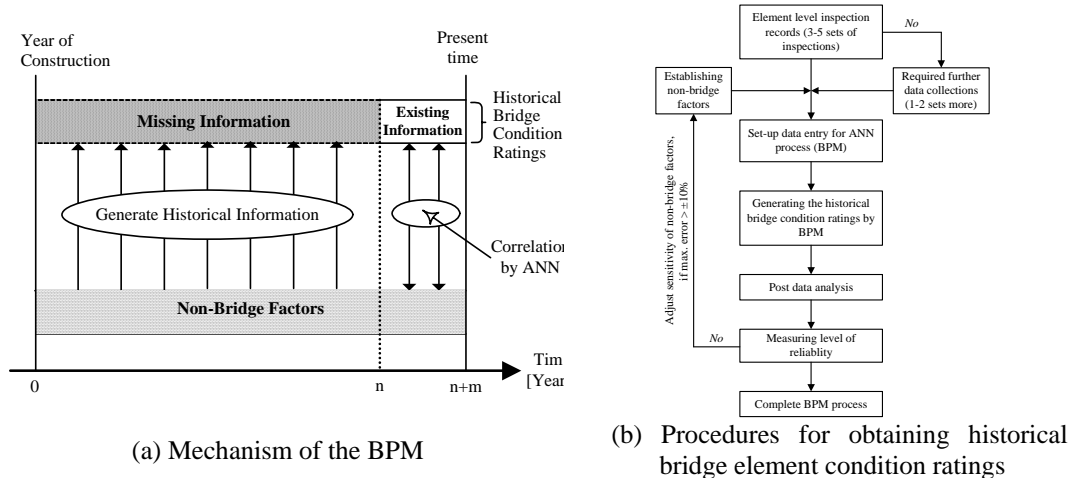 Year of
Construction
Present
time
Missing Information
Existing
Information
Historical
Bridge
Condition
Ratings
Generate Historical Information
Correlation
by ANN
Non-Bridge Factors
0
n
n+m
Tim
[Year
(a) Mechanism of the BPM
Element level inspection
records (3-5 sets of
inspections)
No
Establishing
non-bridge
factors
Required further
data collections
(1-2 sets more)
Set-up data entry for ANN
process (BPM)
Adjust sensitivity of non-bridge factors,
if max. error > ±10%
Generating the historical
bridge condition ratings by
BPM
Post data analysis
No
Measuring level of
reliablity
Complete BPM process
(b) Procedures for obtaining historical
bridge element condition ratings